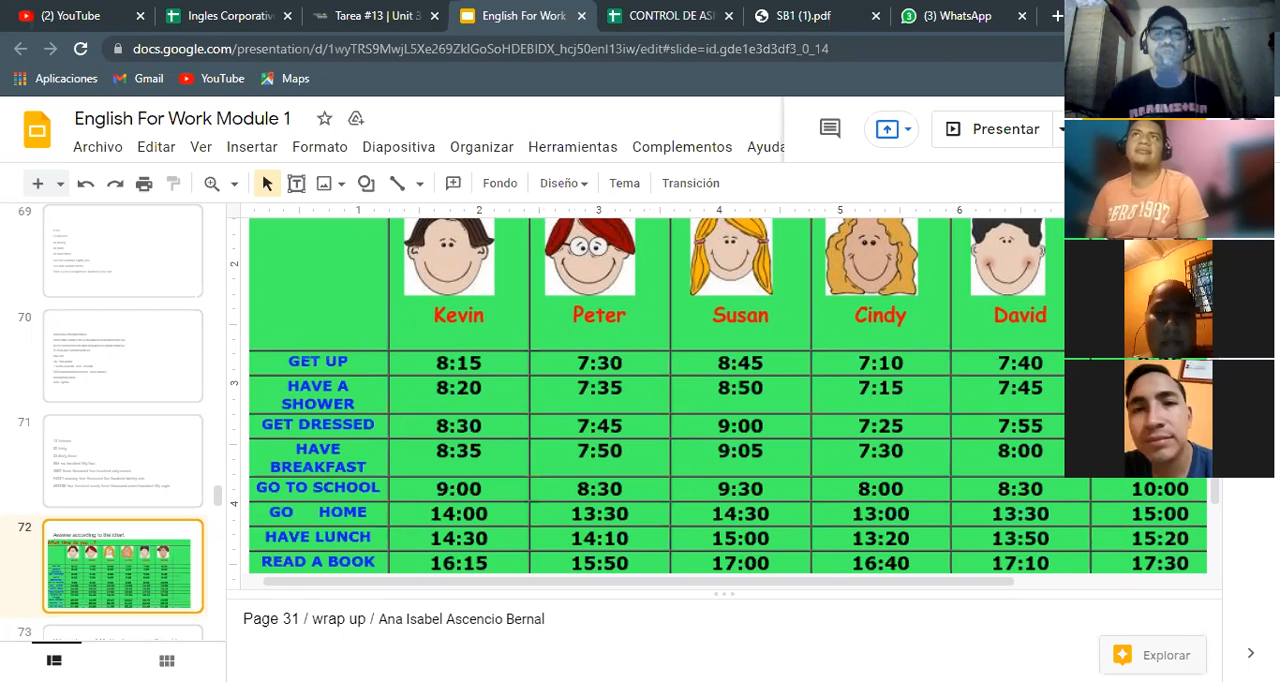 YouTube
Ingles Corporativ
Tarea #13 | Unit
English For Work
CONTROL DE AS
SB1 (1).pdf
(3) WhatsApp
docs.google.com/presentation/d/1wyTRS9MwjL5Xe269ZklGoSoHDEBIDX_hcj50enl13iw/edit#slide=id.gde1e3d3df3_0_14
Aplicaciones Gmail YouTube Maps
English For Work Module 1
Archivo Editar Ver Insertar Formato Diapositiva Organizar Herramientas Complementos Ayuda
Presentar
Fondo Diseño Tema Transición
1 2 3 4 5 6
69
70
71
72
Answer according to the chart.
73
2
3
4
Kevin Peter Susan Cindy David
GET UP 8:15 7:30 8:45 7:10 7:40
HAVE A SHOWER 8:20 7:35 8:50 7:15 7:45
GET DRESSED 8:30 7:45 9:00 7:25 7:55
HAVE BREAKFAST 8:35 7:50 9:05 7:30 8:00
GO TO SCHOOL 9:00 8:30 9:30 8:00 8:30 10:00
GO HOME 14:00 13:30 14:30 13:00 13:30 15:00
HAVE LUNCH 14:30 14:10 15:00 13:20 13:50 15:20
READ A BOOK 16:15 15:50 17:00 16:40 17:10 17:30
Page 31 / wrap up / Ana Isabel Ascencio Bernal
Explorar